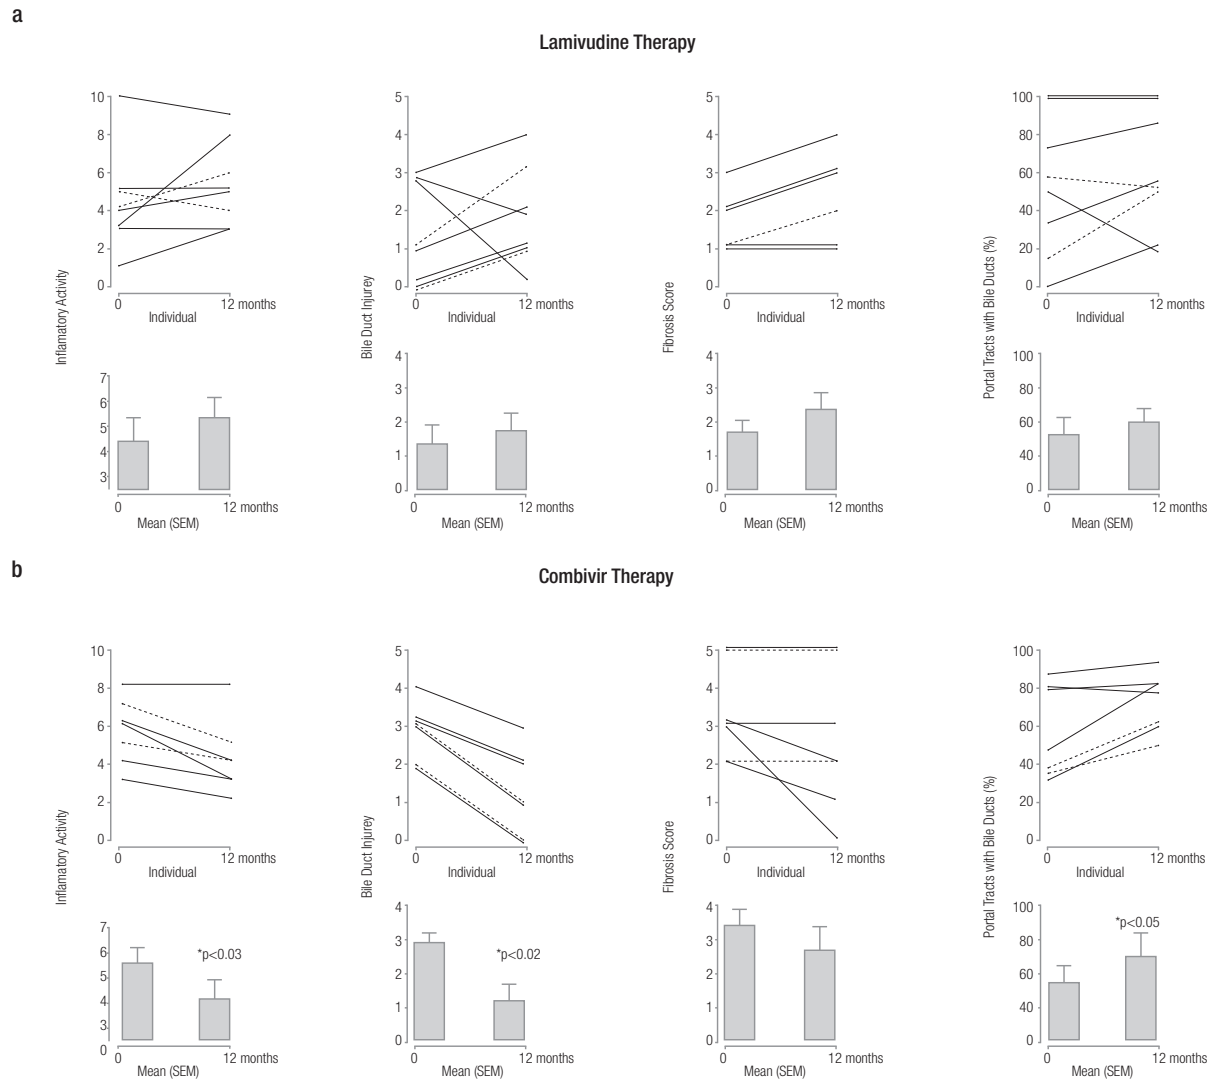 a
Lamivudine Therapy
10
8
6
4
2
0
0
12 months
Individual
Inflamatory Activity
7
6
5
4
3
0
12 months
Mean (SEM)
5
4
3
2
1
0
0
12 months
Individual
Bile Duct Injurey
4
3
2
1
0
0
12 months
Mean (SEM)
5
4
3
2
1
0
0
12 months
Individual
Fibrosis Score
4
3
2
1
0
0
12 months
Mean (SEM)
100
80
60
40
20
0
0
12 months
Individual
Portal Tracts with Bile Ducts (%)
100
80
60
40
0
0
12 months
Mean (SEM)
b
Combivir Therapy
10
8
6
4
2
0
0
12 months
Individual
Inflamatory Activity
7
6
5
4
3
0
*p<0.03
0
12 months
Mean (SEM)
5
4
3
2
1
0
0
12 months
Individual
Bile Duct Injurey
4
3
2
1
0
*p<0.02
0
12 months
Mean (SEM)
5
4
3
2
1
0
0
12 months
Individual
Fibrosis Score
4
3
2
1
0
0
12 months
Mean (SEM)
100
80
60
40
20
0
0
12 months
Individual
Portal Tracts with Bile Ducts (%)
100
80
60
40
0
*p<0.05
0
12 months
Mean (SEM)